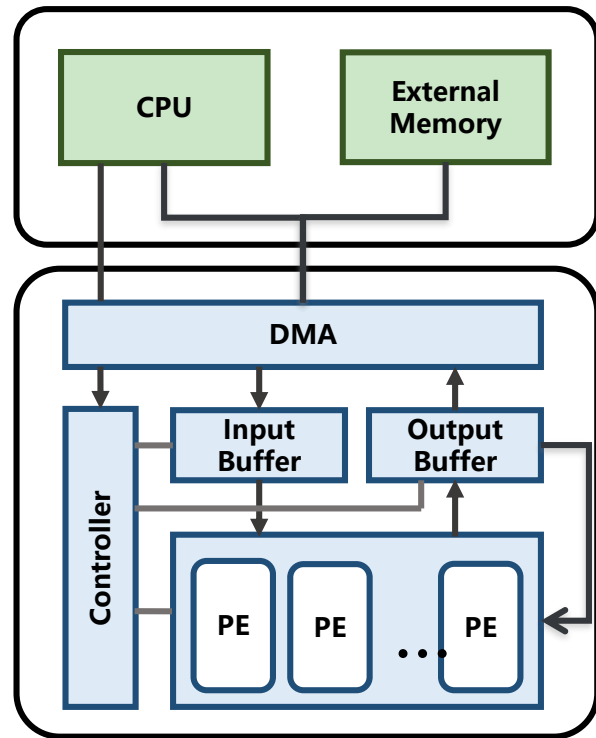 CPU
External
Memory
DMA
Input
Buffer
Output
Buffer
Controller
PE
PE
...
PE